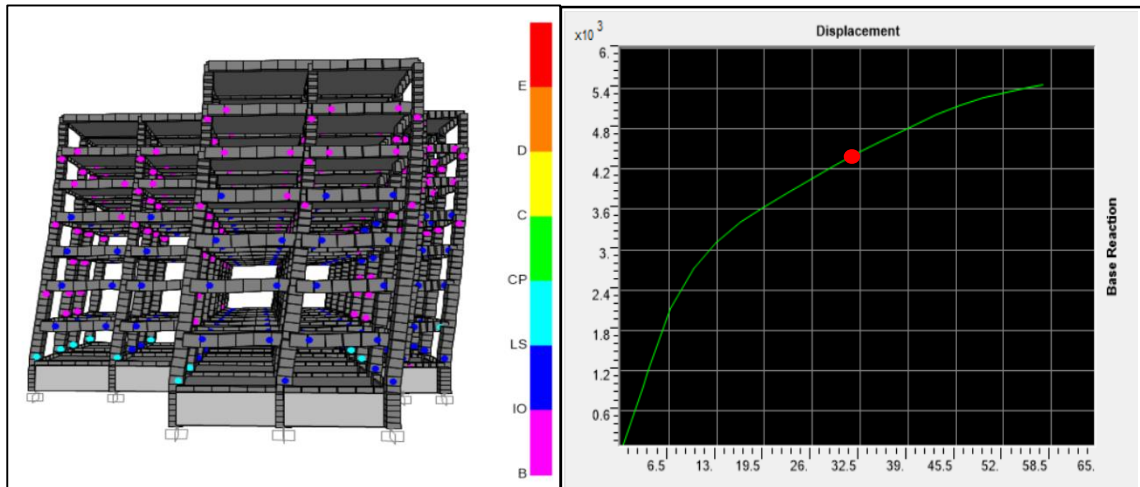 E
D
C
CP
LS
IO
B
Displacement
x10 3
6.
5.4
4.8
4.2
3.6
3.
2.4
1.8
1.2
0.6
Base Reaction
6.5 13. 19.5 26. 32.5 39. 45.5 52. 58.5 65.